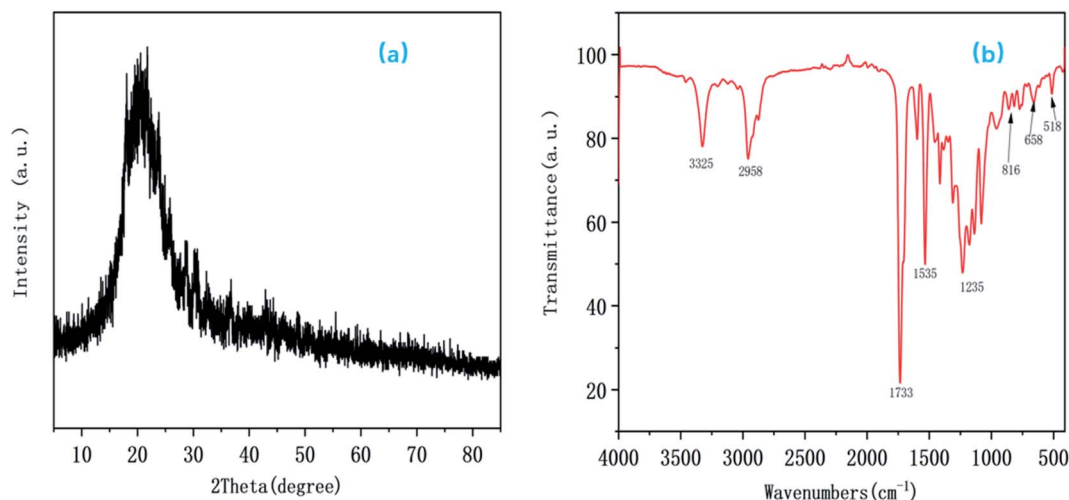 (a)
Intensity (a.u.)
10 20 30 40 50 60 70 80
2Theta(degree)
(b)
Transmittance(a.u.)
100
80
60
40
20
3325
2958
1733
1535
1235
816
658
518
4000 3500 3000 2500 2000 1500 1000 500
Wavenumbers(cm⁻¹)